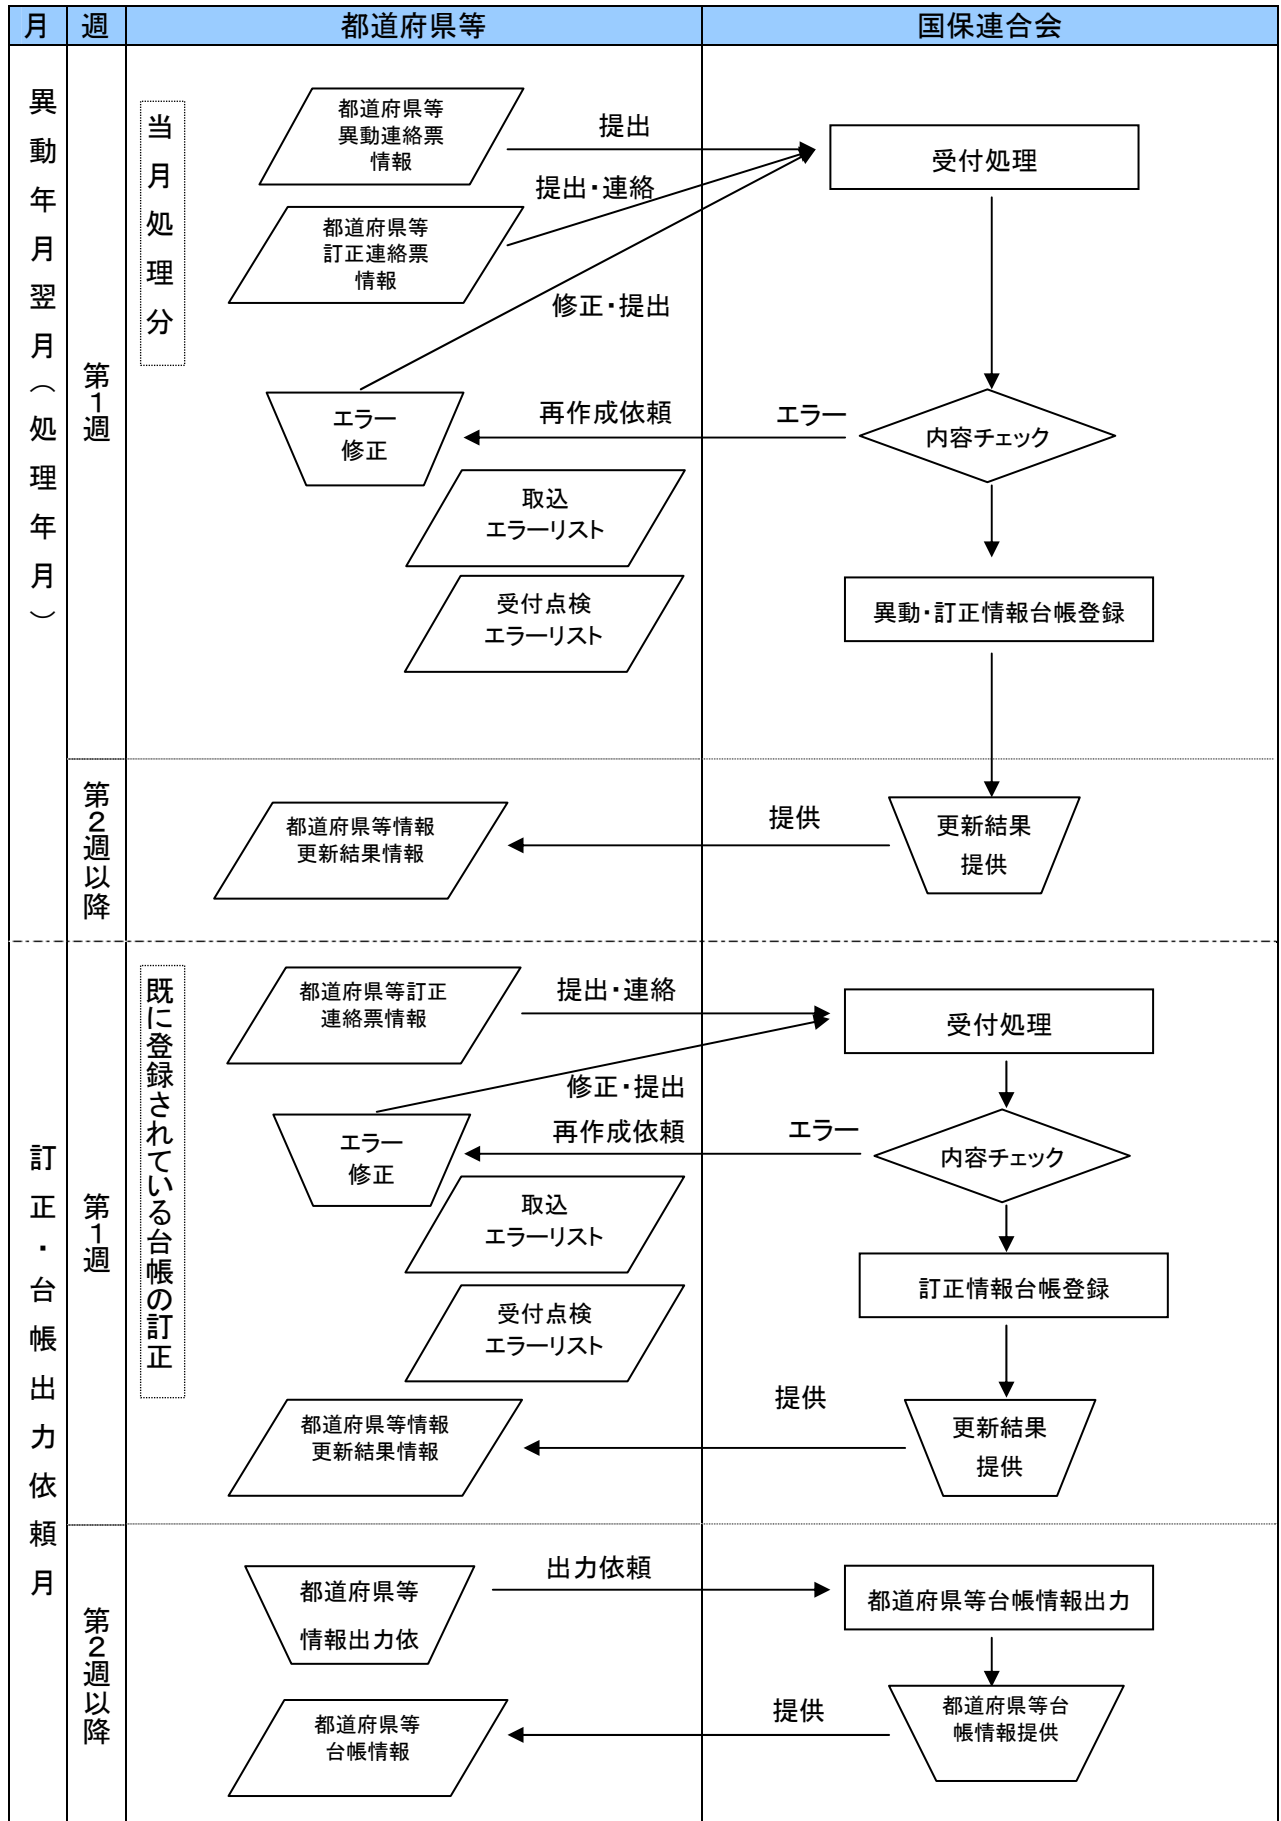 月
週
都道府県等
国保連合会
異動年月翌月（処理年月）
第1週
当月処理分
都道府県等
異動連絡票
情報
提出
受付処理
提出・連絡
都道府県等
訂正連絡票
情報
修正・提出
エラー
修正
再作成依頼
エラー
内容チェック
取込
エラーリスト
受付点検
エラーリスト
異動・訂正情報台帳登録
第2週以降
都道府県等情報
更新結果情報
提供
更新結果
提供
訂正・台帳出力依頼月
第1週
既に登録されている台帳の訂正
都道府県等訂正
連絡票情報
提出・連絡
受付処理
修正・提出
エラー
修正
再作成依頼
エラー
内容チェック
取込
エラーリスト
訂正情報台帳登録
受付点検
エラーリスト
都道府県等情報
更新結果情報
提供
更新結果
提供
第2週以降
都道府県等
情報出力依
出力依頼
都道府県等台帳情報出力
都道府県等
台帳情報
提供
都道府県等台
帳情報提供